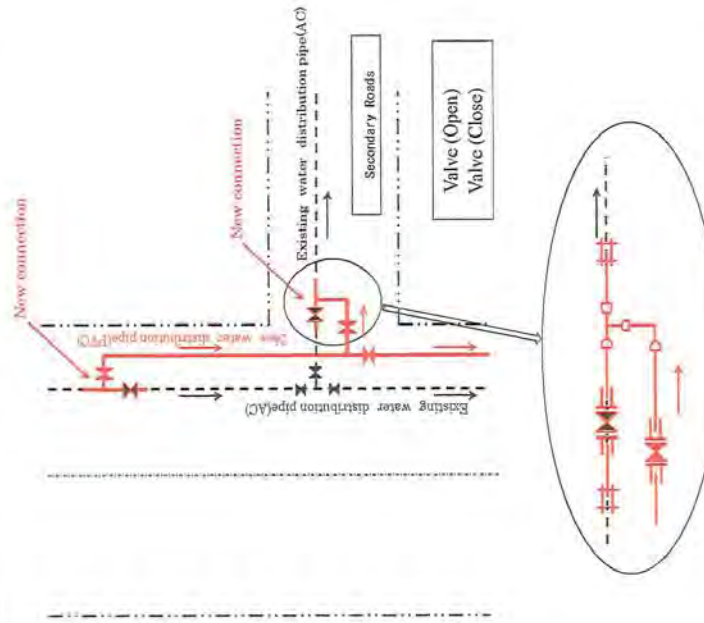 New connection
New connection
Existing water distribution pipe(AC)
Secondary Roads
Valve (Open)
Valve (Close)
water distribution pipe(PVC)
Existing water distribution pipe(AC)